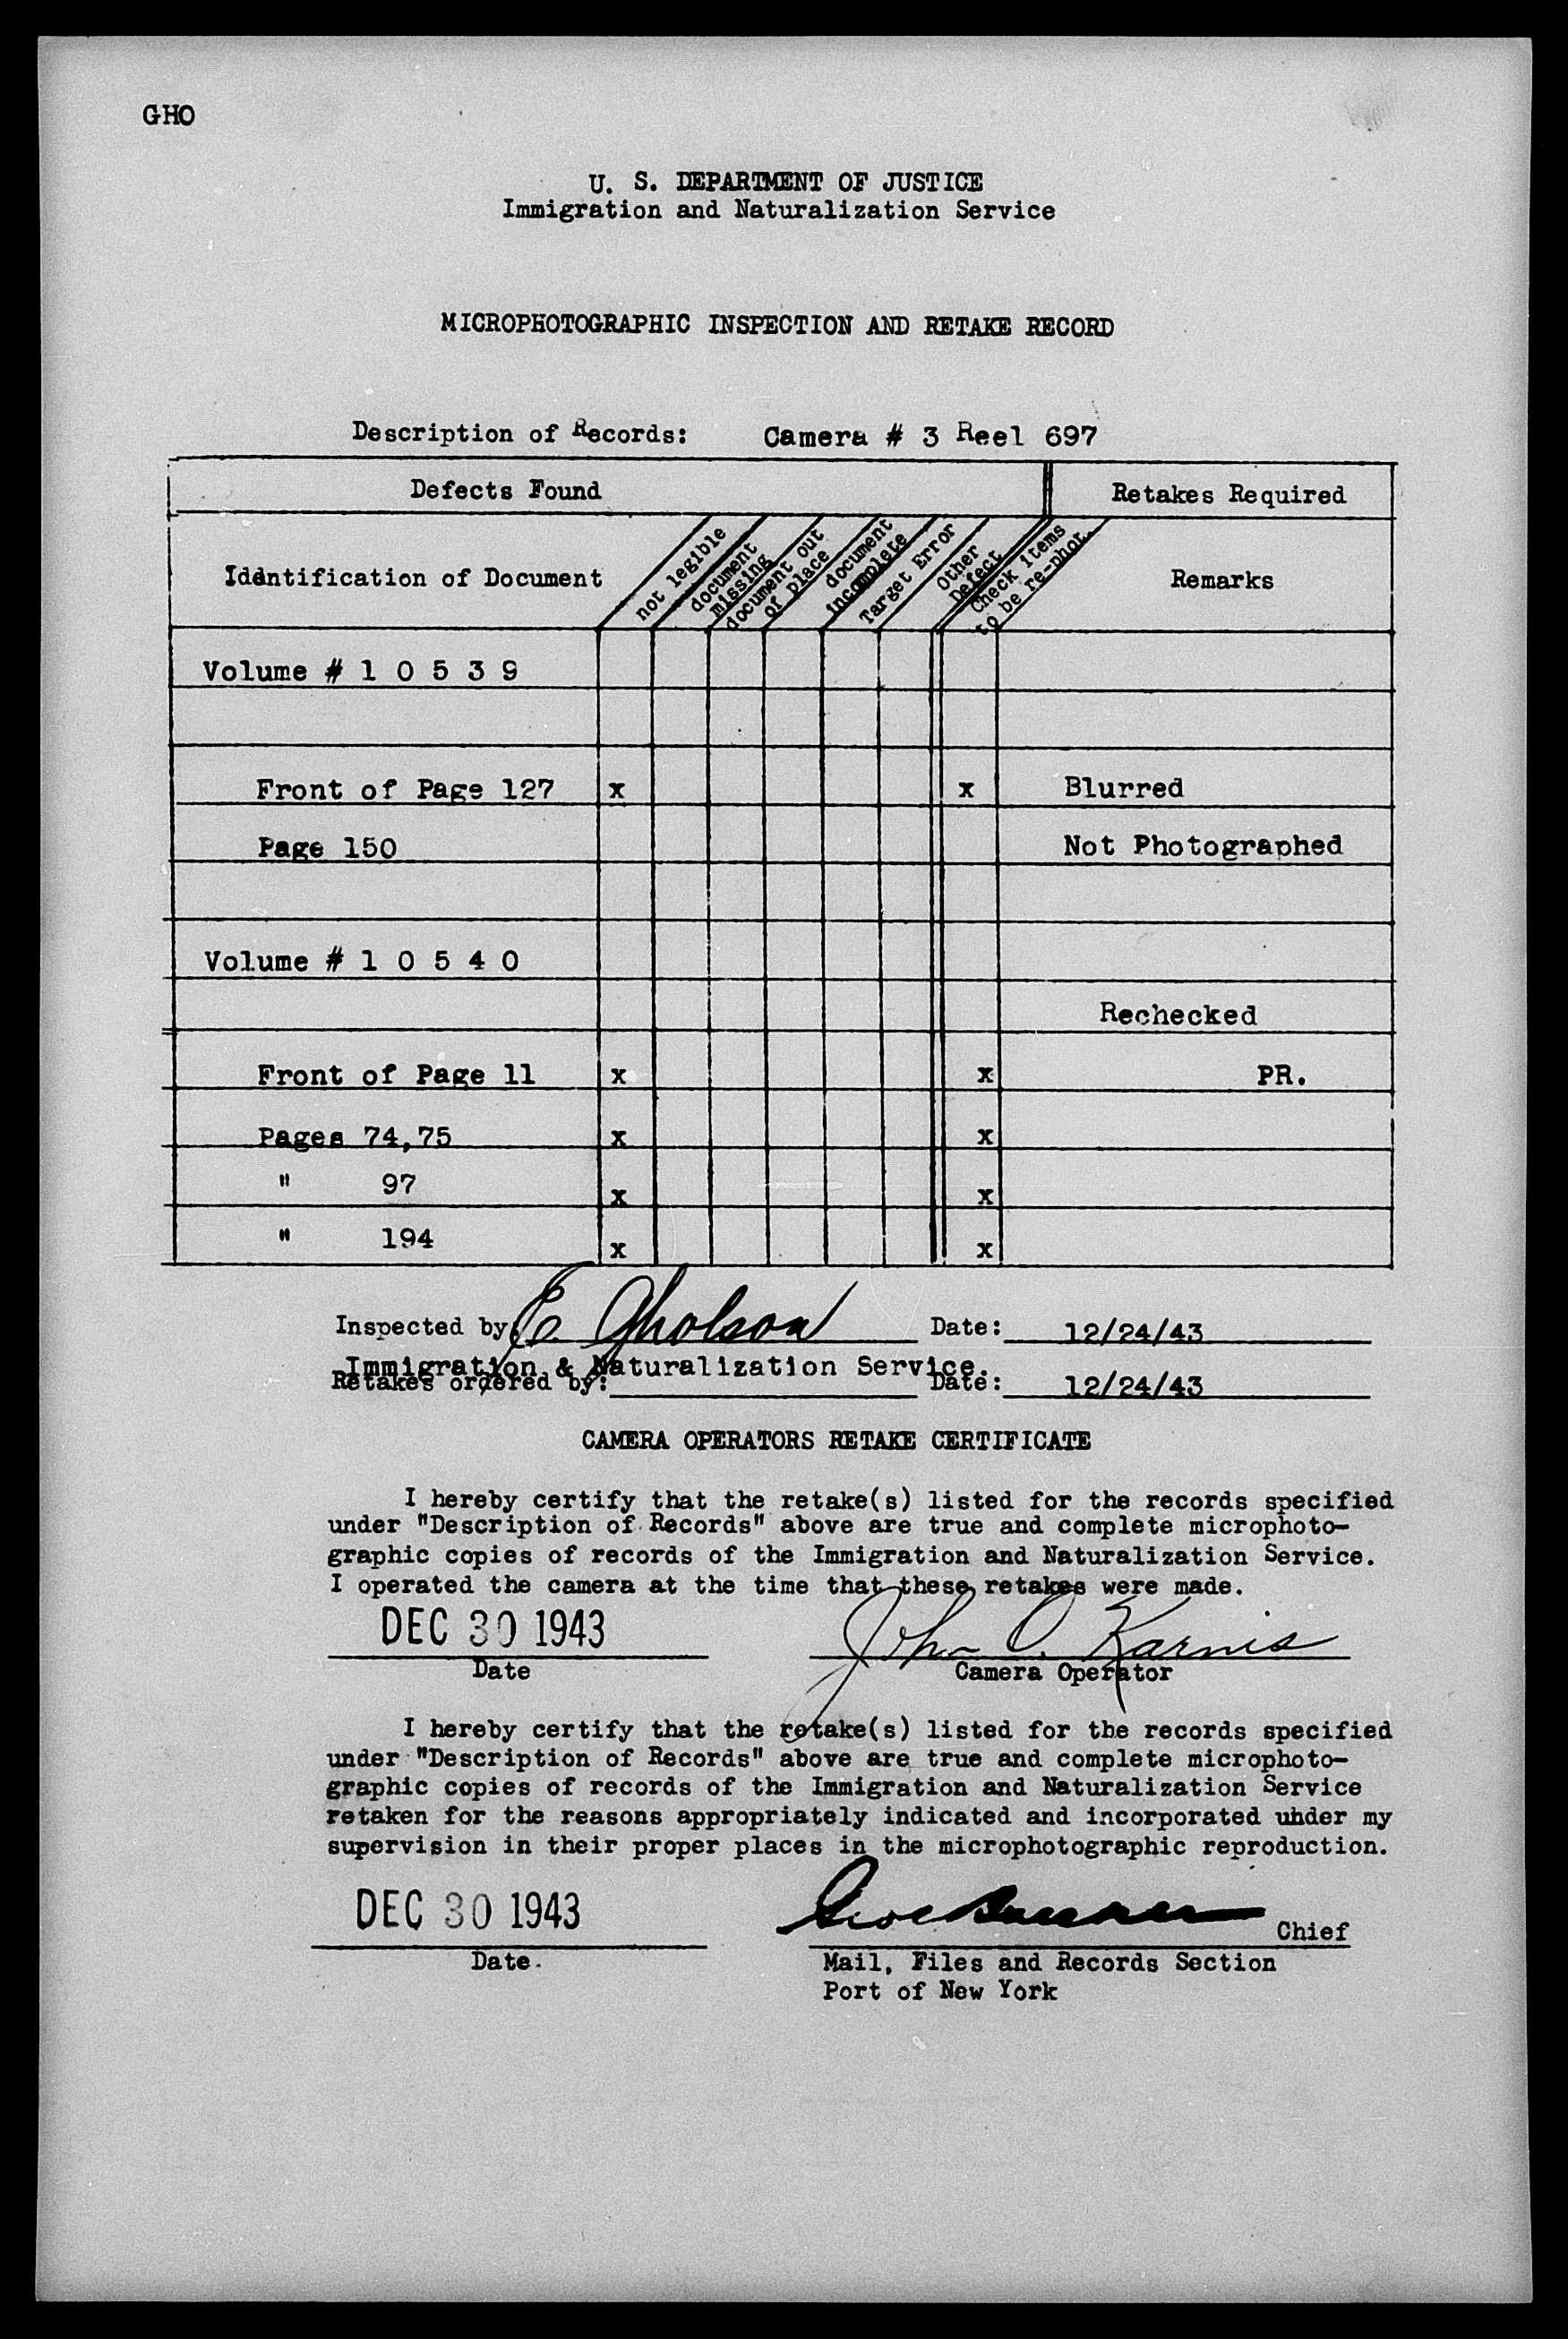 GHO
U. S. DEPARTMENT OF JUSTICE
Immigration and Naturalization Service
MICROPHOTOGRAPHIC INSPECTION AND RETAKE RECORD
Description of Records: Camera # 3 Reel 697
Defects Found Retakes Required
Identification of Document
not legible
document missing
document out of place
document incomplete
Target Error
Other Defect
Check items to be re-phot.
Remarks
Volume # 1 0 5 3 9
Front of Page 127 x x Blurred
Page 150 Not Photographed
Volume # 1 0 5 4 0
Rechecked
Front of Page 11 x x PR.
Pages 74,75 x x
" 97 x x
" 194 x x
Inspected by: E Gholson Date: 12/24/43
Immigration & Naturalization Service.
Retakes ordered by: Date: 12/24/43
CAMERA OPERATORS RETAKE CERTIFICATE
I hereby certify that the retake(s) listed for the records specified
under "Description of Records" above are true and complete microphoto-
graphic copies of records of the Immigration and Naturalization Service.
I operated the camera at the time that these retakes were made.
DEC 30 1943 John O. Karnis
Date Camera Operator
I hereby certify that the retake(s) listed for the records specified
under "Description of Records" above are true and complete microphoto-
graphic copies of records of the Immigration and Naturalization Service
retaken for the reasons appropriately indicated and incorporated uhder my
supervision in their proper places in the microphotographic reproduction.
DEC 30 1943 Chief
Date. Mail, Files and Records Section
Port of New York